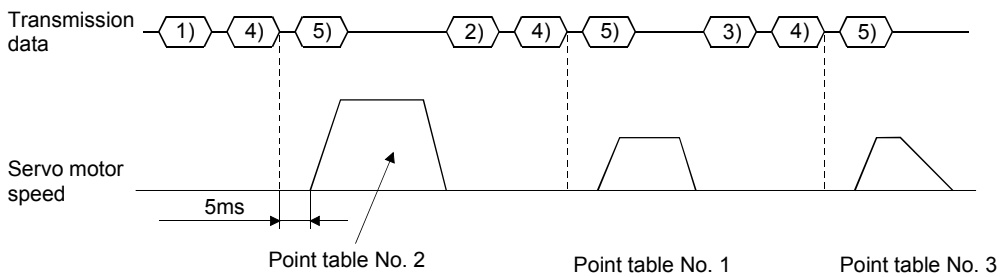 Transmission
data
1) 4) 5) 2) 4) 5) 3) 4) 5)
Servo motor
speed
5ms
Point table No. 2 Point table No. 1 Point table No. 3